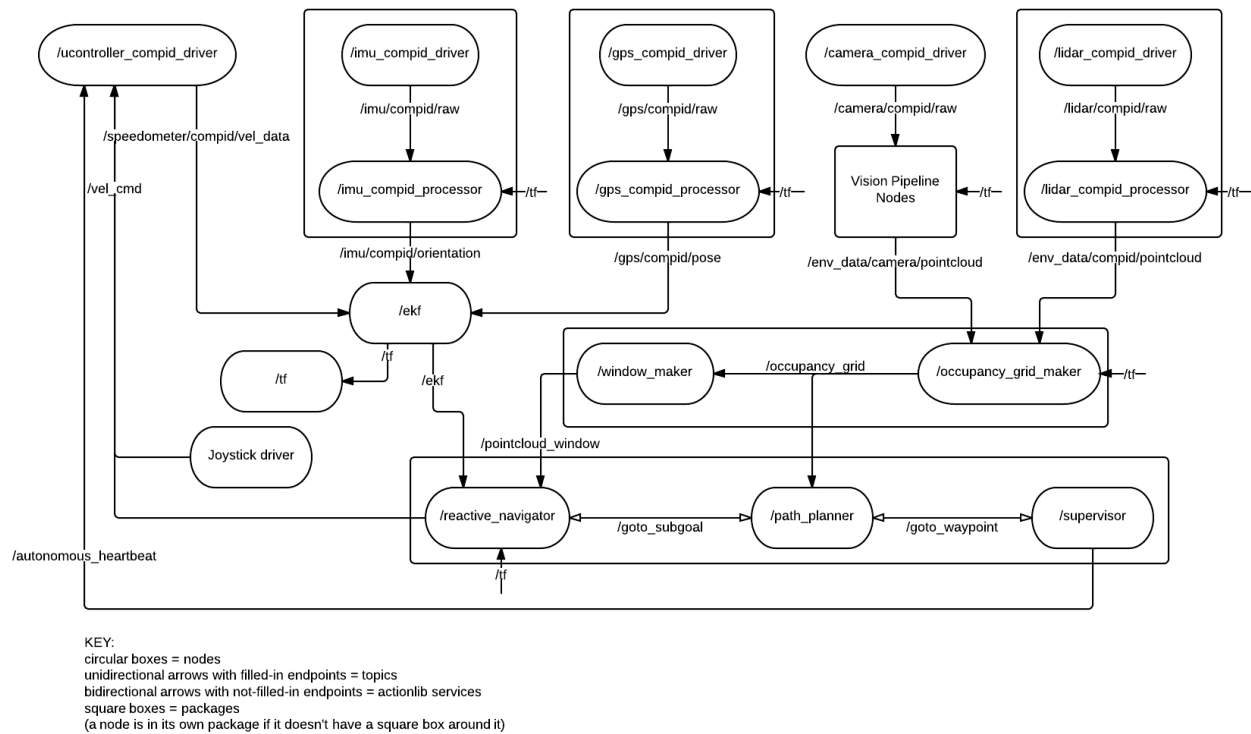 /ucontroller_compid_driver
/imu_compid_driver
/gps_compid_driver
/camera_compid_driver
/lidar_compid_driver
/imu/compid/raw
/gps/compid/raw
/camera/compid/raw
/lidar/compid/raw
/speedometer/compid/vel_data
/vel_cmd
/imu_compid_processor
/tf
/gps_compid_processor
/tf
Vision Pipeline
Nodes
/tf
/lidar_compid_processor
/tf
/imu/compid/orientation
/gps/compid/pose
/env_data/camera/pointcloud
/env_data/compid/pointcloud
/ekf
/tf
/tf
/ekf
/window_maker
/occupancy_grid
/occupancy_grid_maker
/tf
/pointcloud_window
Joystick driver
/reactive_navigator
/goto_subgoal
/path_planner
/goto_waypoint
/supervisor
/autonomous_heartbeat
/tf
KEY:
circular boxes = nodes
unidirectional arrows with filled-in endpoints = topics
bidirectional arrows with not-filled-in endpoints = actionlib services
square boxes = packages
(a node is in its own package if it doesn't have a square box around it)